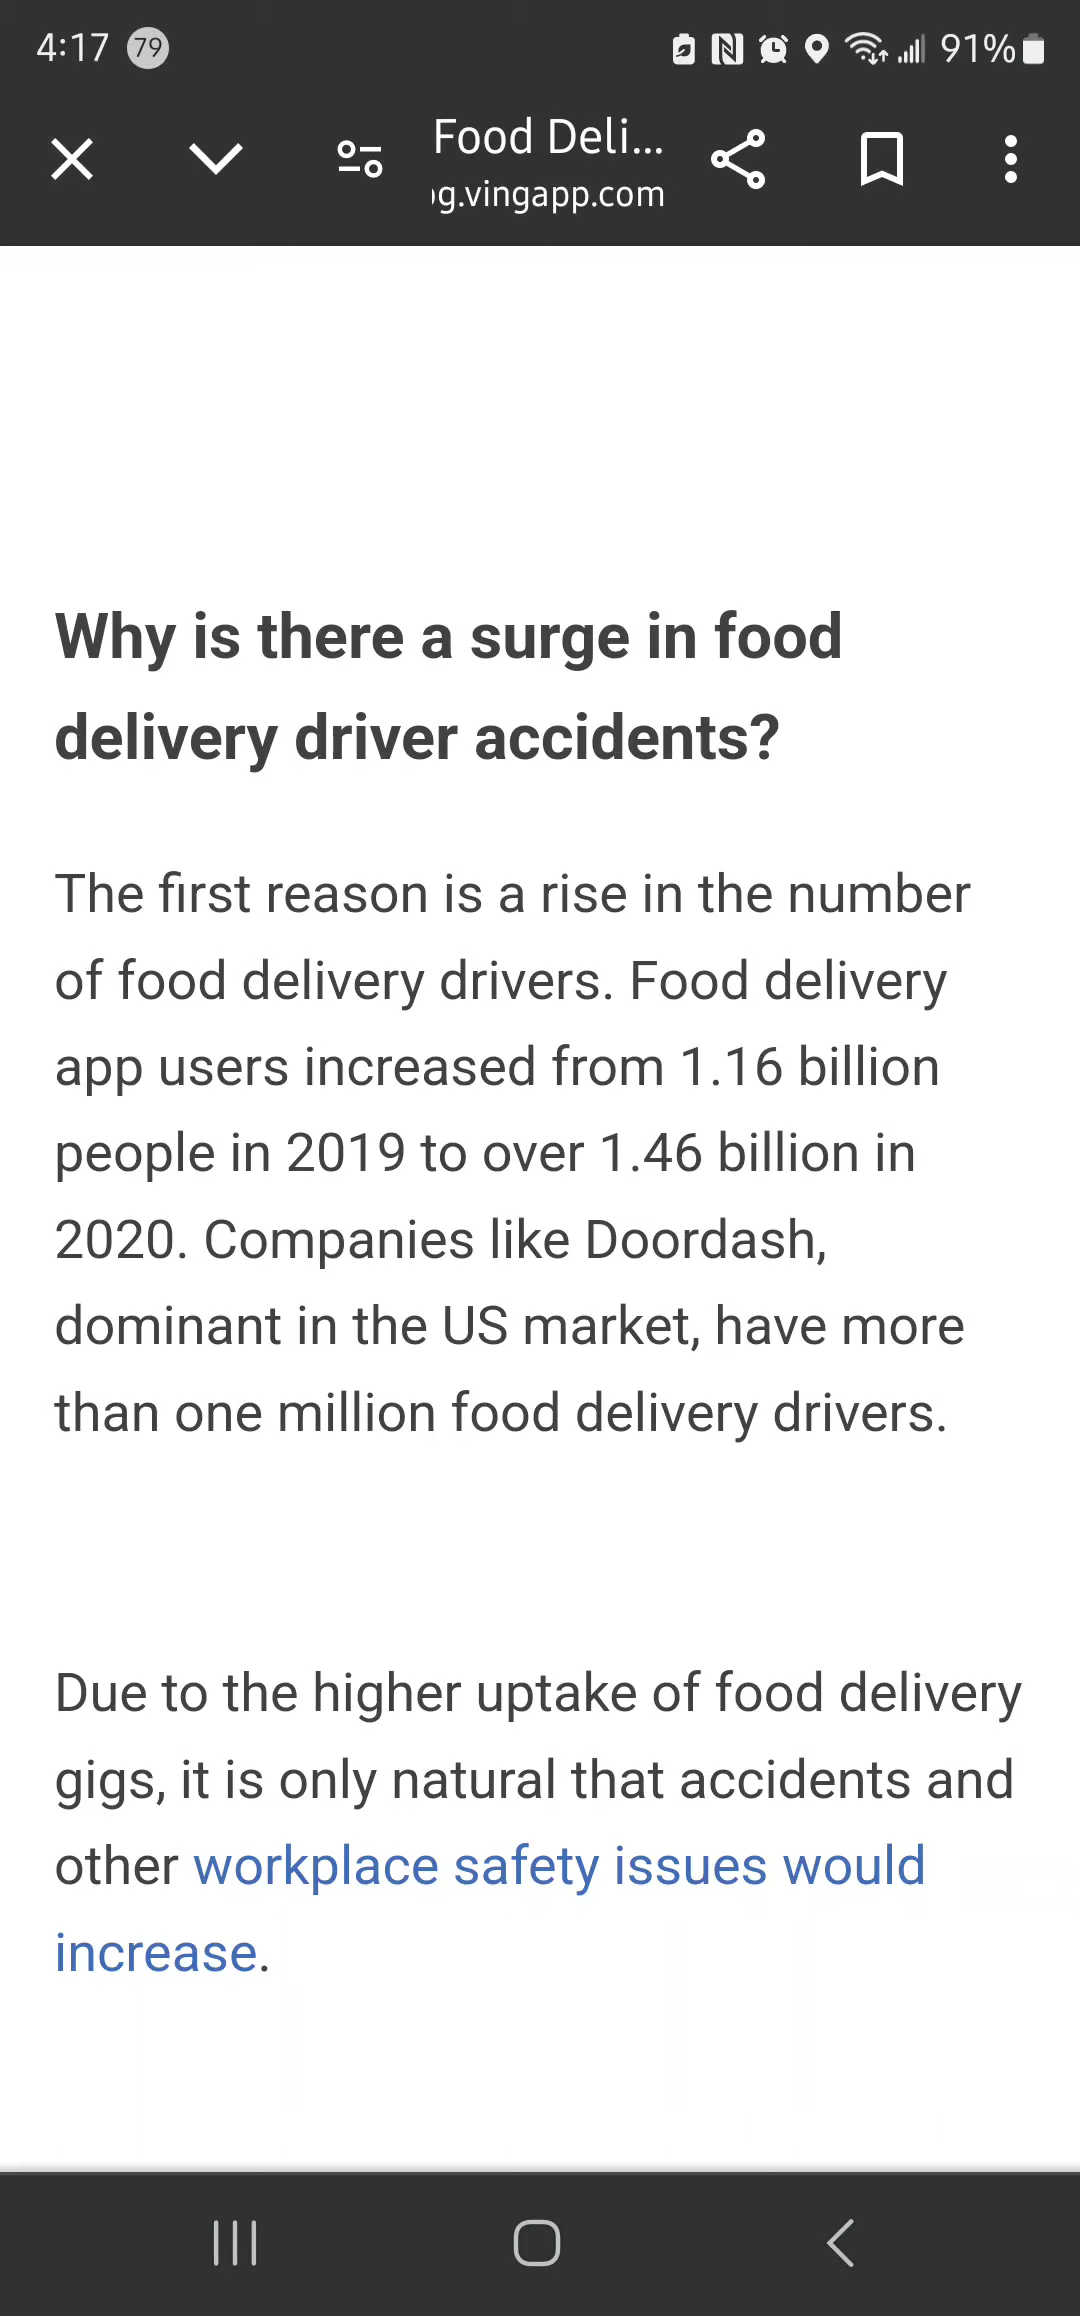 4:17 79 91%
Food Deli...
g.vingapp.com
Why is there a surge in food
delivery driver accidents?
The first reason is a rise in the number
of food delivery drivers. Food delivery
app users increased from 1.16 billion
people in 2019 to over 1.46 billion in
2020. Companies like Doordash,
dominant in the US market, have more
than one million food delivery drivers.
Due to the higher uptake of food delivery
gigs, it is only natural that accidents and
other workplace safety issues would
increase.